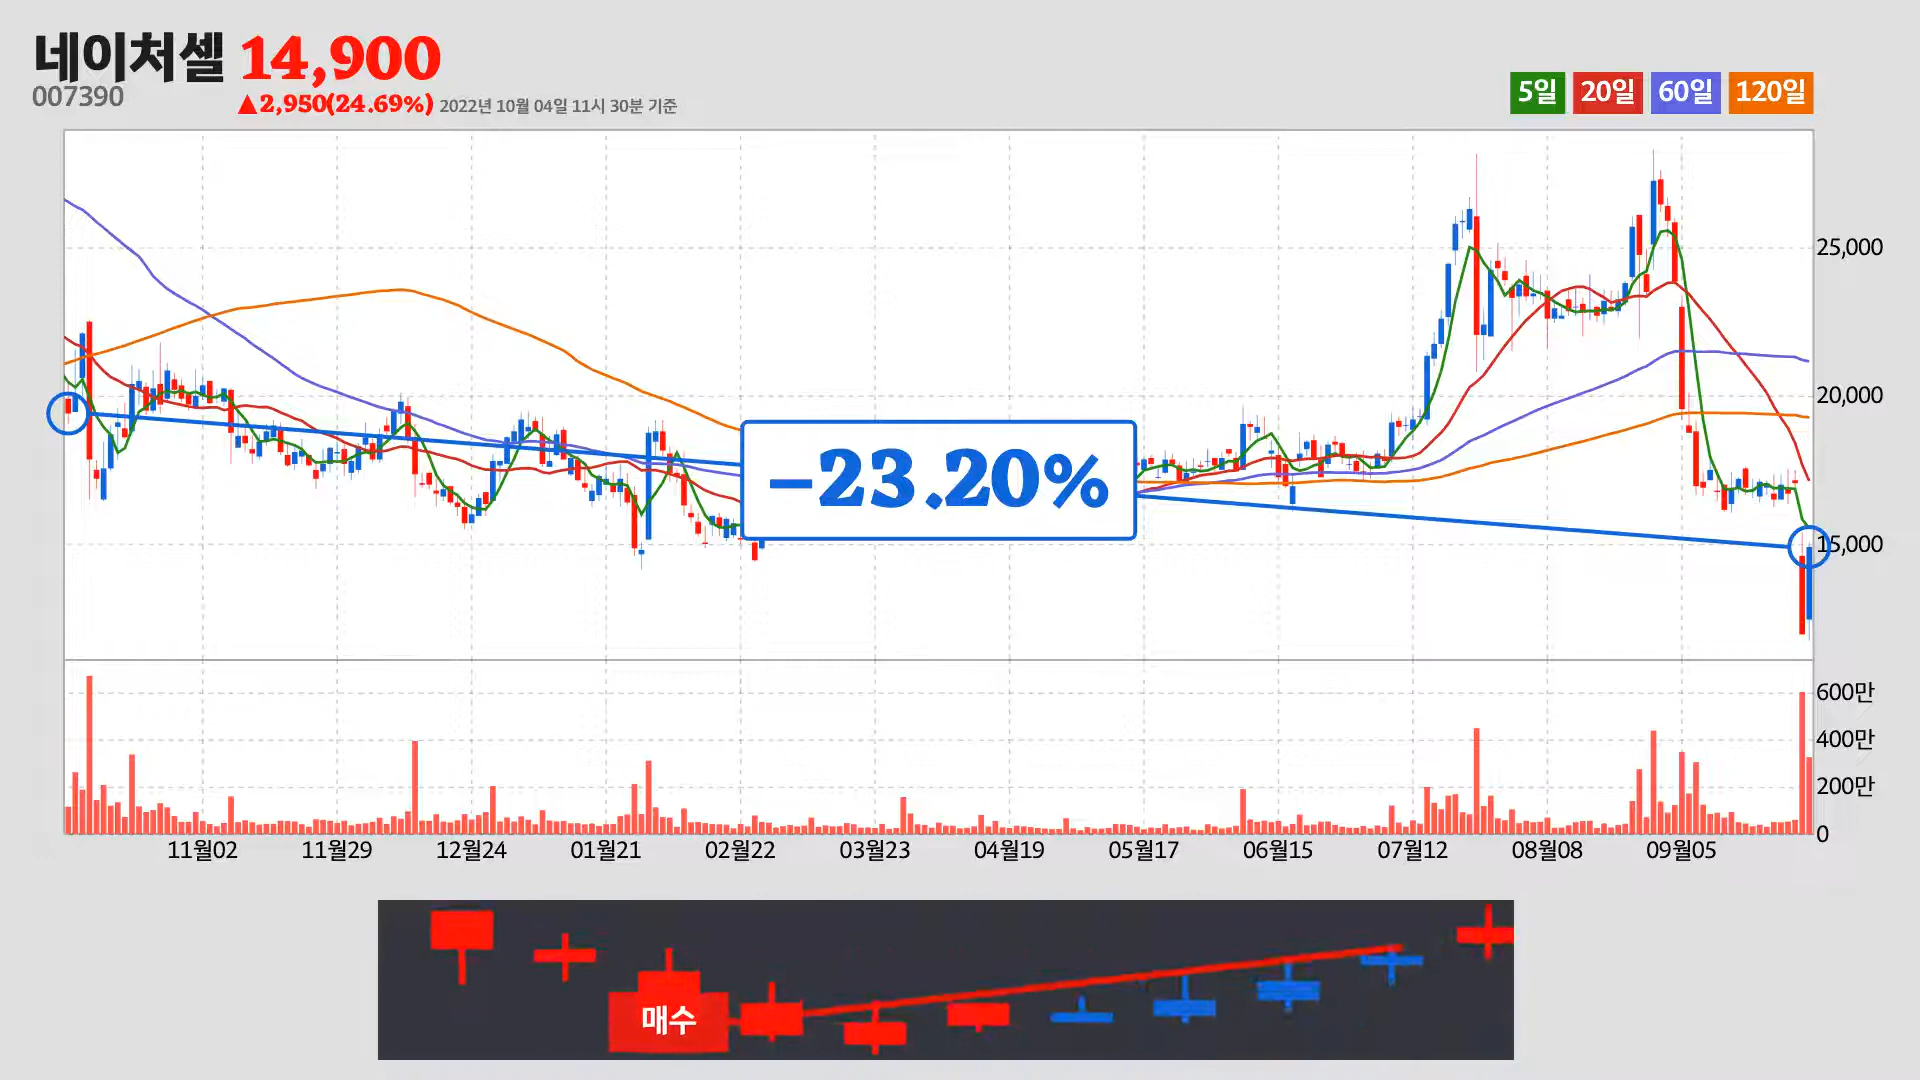 네이처셀 14,900
007390
▲2,950(24.69%) 2022년 10월 04일 11시 30분 기준
5일 20일 60일 120일
25,000
20,000
15,000
-23.20%
600만
400만
200만
0
11월02 11월29 12월24 01월21 02월22 03월23 04월19 05월17 06월15 07월12 08월08 09월05
매수